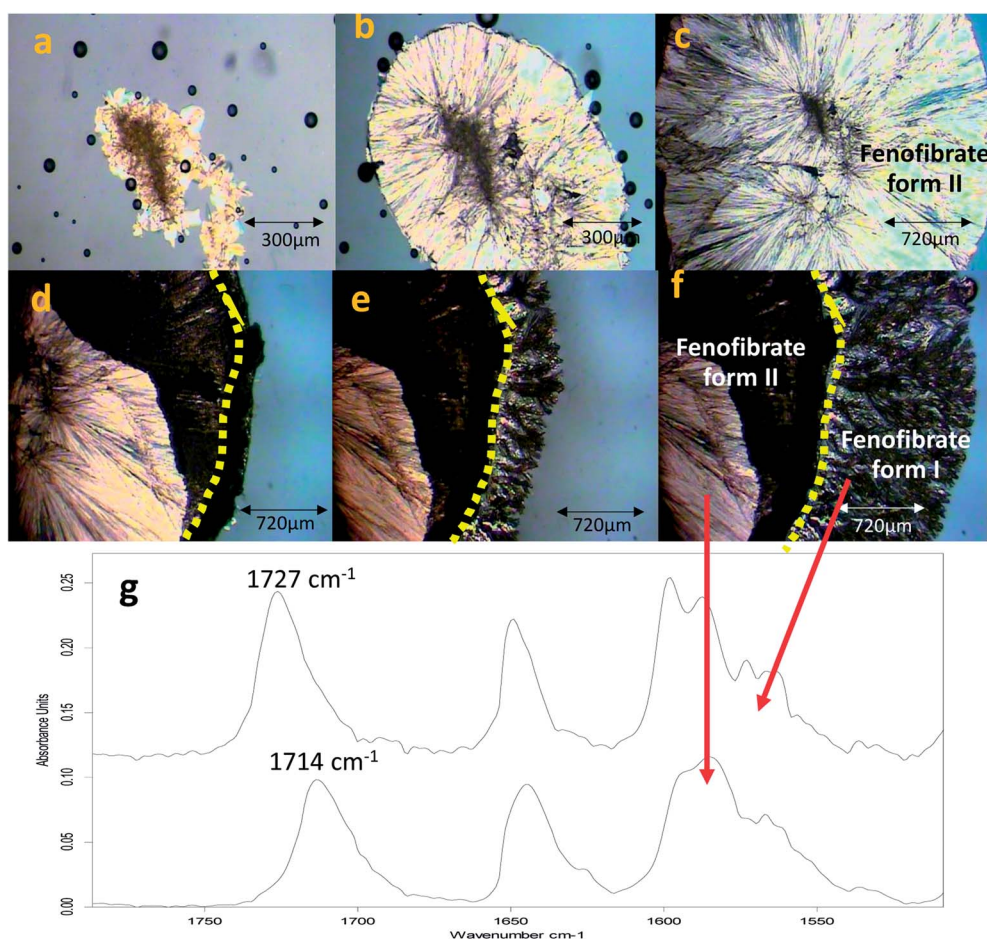 a
300µm
b
300µm
c
Fenofibrate
form II
720µm
d
720µm
e
720µm
f
Fenofibrate
form II
Fenofibrate
form I
720µm
g
1727 cm-1
1714 cm-1
Absorbance Units
0.25
0.20
0.15
0.10
0.05
0.00
1750 1700 1650 1600 1550
Wavenumber cm-1